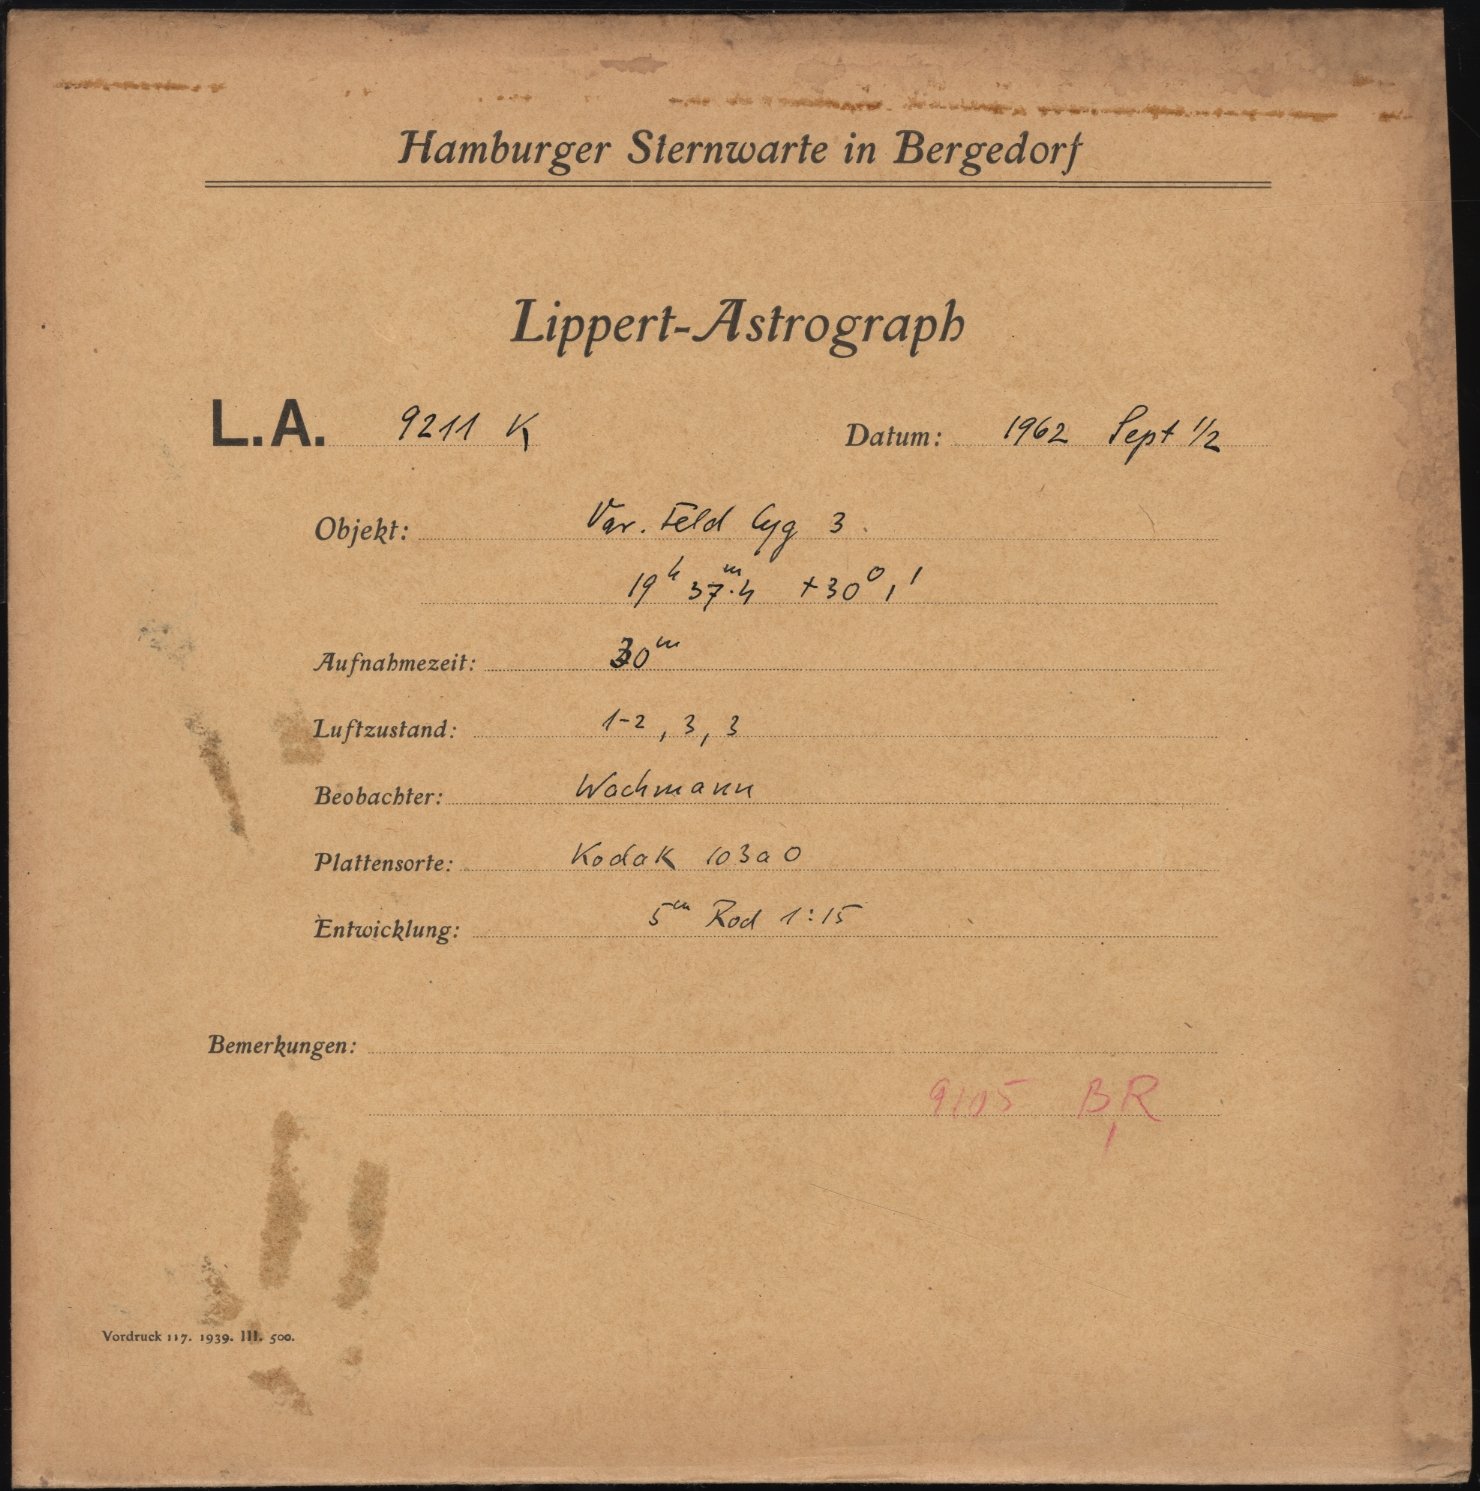 Hamburger Sternwarte in Bergedorf
Lippert-Astrograph
L.A. 9211 K Datum: 1962 Sept 1/2
Objekt: Var. Feld Cyg 3.
19ʰ 37ᵐ.4 +30° 1'
Aufnahmezeit: 30ᵐ
Luftzustand: 1-2, 3, 3
Beobachter: Wachmann
Plattensorte: Kodak 103a O
Entwicklung: 5ᵐ Rod 1:15
Bemerkungen:
9105 BR
Vordruck 117. 1939. III. 500.